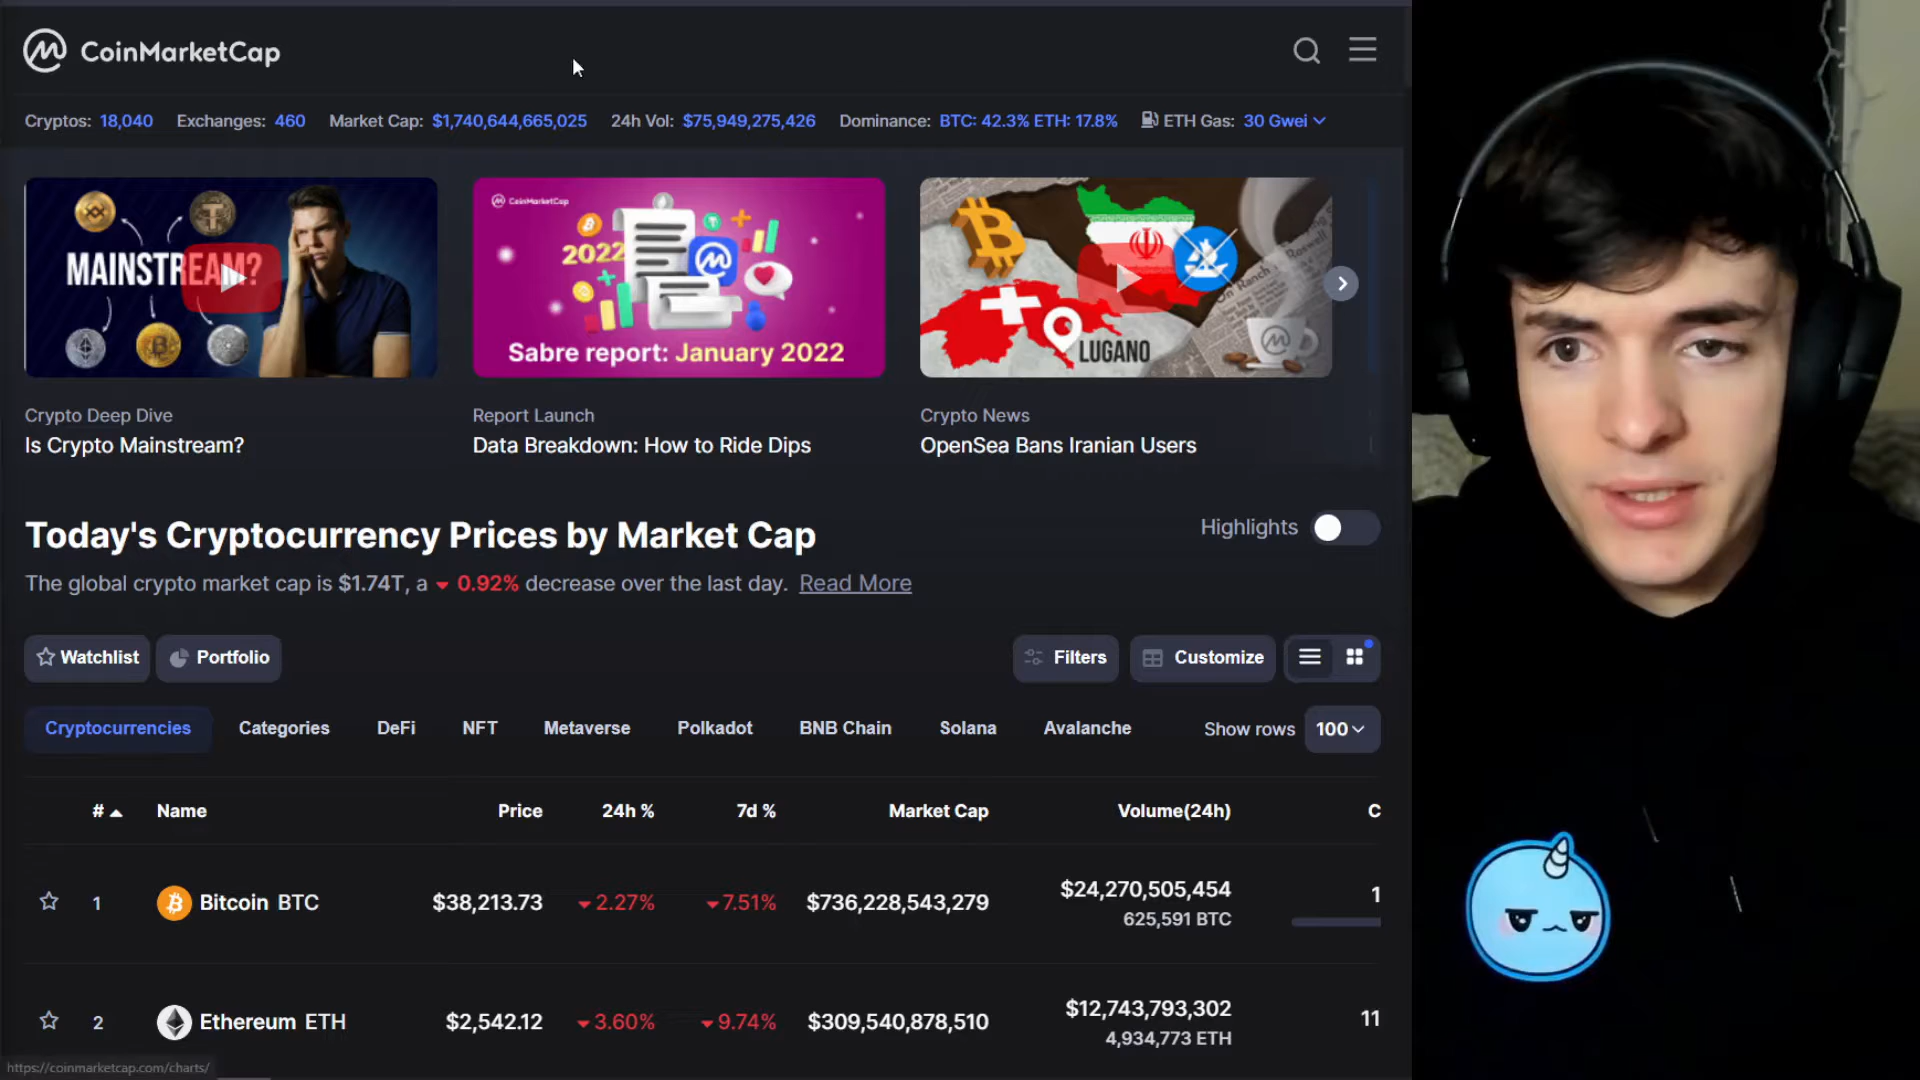 CoinMarketCap
Cryptos: 18,040 Exchanges: 460 Market Cap: $1,740,644,665,025 24h Vol: $75,949,275,426 Dominance: BTC: 42.3% ETH: 17.8% ETH Gas: 30 Gwei
MAINSTREAM?
CoinMarketCap
2022
Sabre report: January 2022
LUGANO
Crypto Deep Dive
Is Crypto Mainstream?
Report Launch
Data Breakdown: How to Ride Dips
Crypto News
OpenSea Bans Iranian Users
Today's Cryptocurrency Prices by Market Cap
Highlights
The global crypto market cap is $1.74T, a 0.92% decrease over the last day. Read More
Watchlist Portfolio Filters Customize
Cryptocurrencies Categories DeFi NFT Metaverse Polkadot BNB Chain Solana Avalanche Show rows 100
# Name Price 24h % 7d % Market Cap Volume(24h) C
1 Bitcoin BTC $38,213.73 2.27% 7.51% $736,228,543,279 $24,270,505,454 1
625,591 BTC
2 Ethereum ETH $2,542.12 3.60% 9.74% $309,540,878,510 $12,743,793,302 11
4,934,773 ETH
https://coinmarketcap.com/charts/